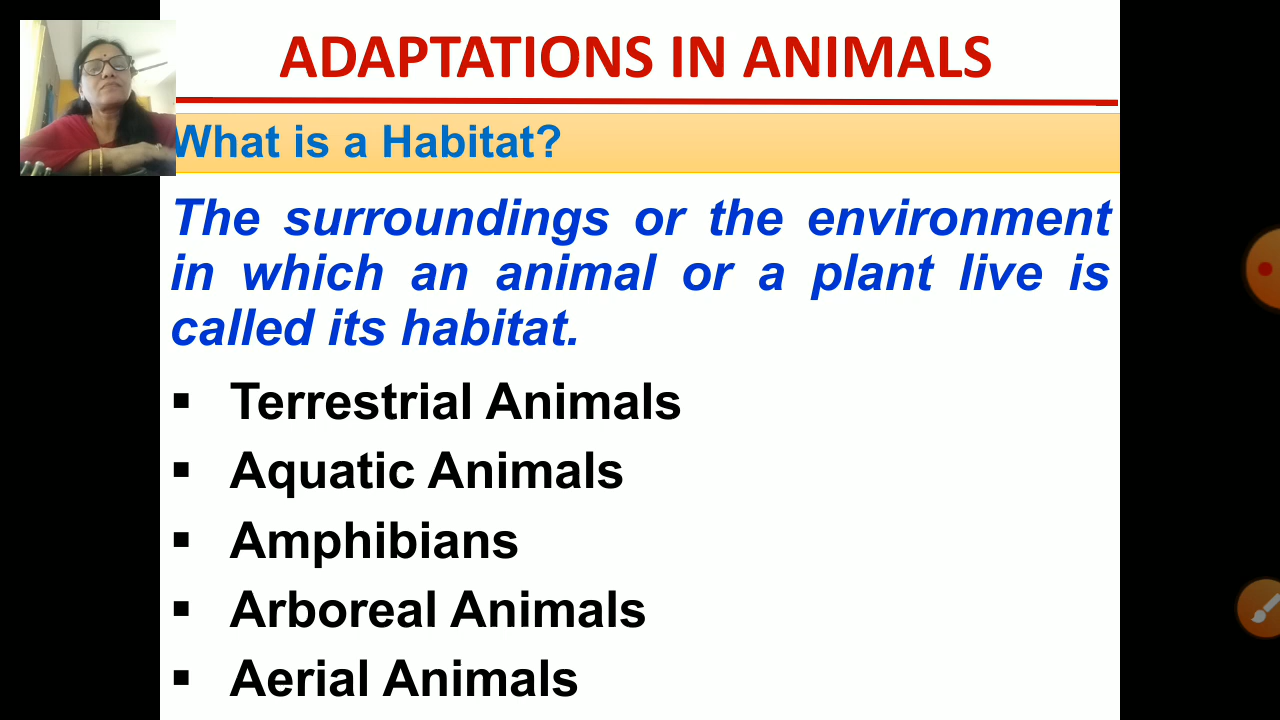 ADAPTATIONS IN ANIMALS
What is a Habitat?
The surroundings or the environment
in which an animal or a plant live is
called its habitat.
▪ Terrestrial Animals
▪ Aquatic Animals
▪ Amphibians
▪ Arboreal Animals
▪ Aerial Animals